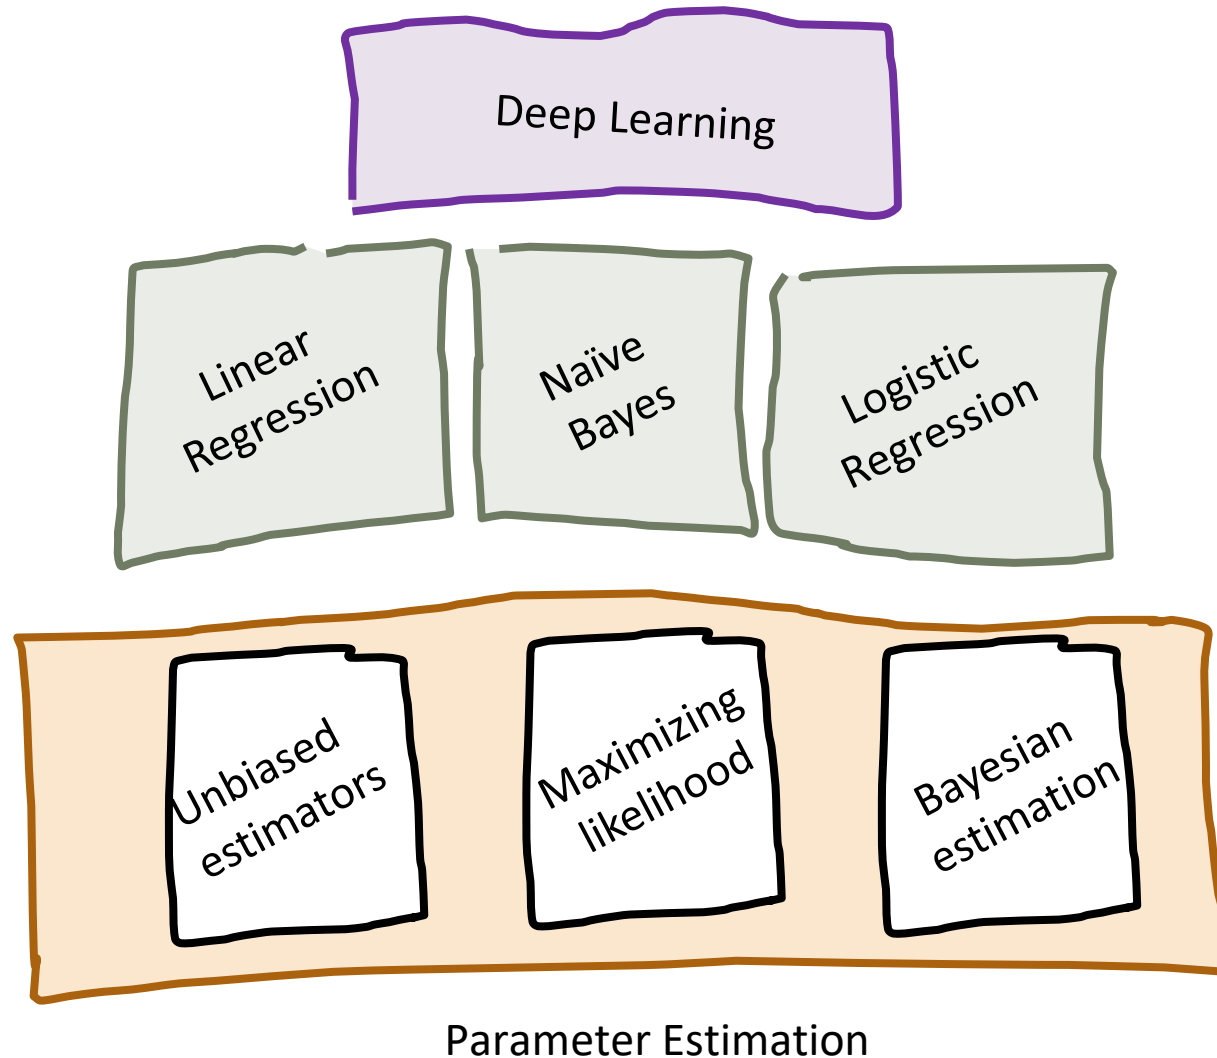 Deep Learning
Linear
Regression
Naïve
Bayes
Logistic
Regression
Unbiased
estimators
Maximizing
likelihood
Bayesian
estimation
Parameter Estimation